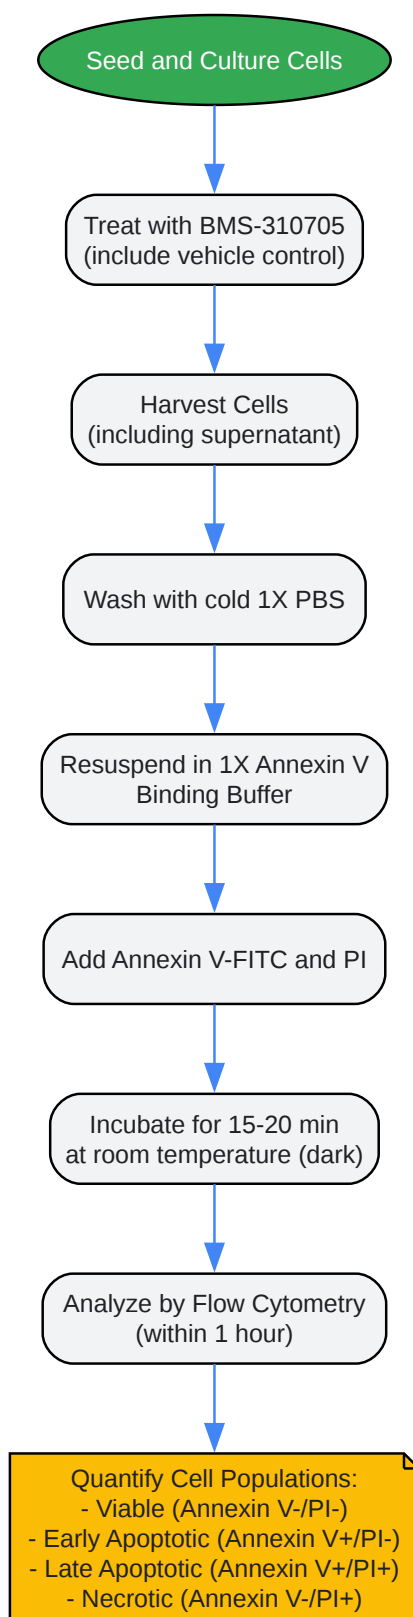 Seed and Culture Cells
Treat with BMS-310705
(include vehicle control)
Harvest Cells
(including supernatant)
Wash with cold 1X PBS
Resuspend in 1X Annexin V
Binding Buffer
Add Annexin V-FITC and PI
Incubate for 15-20 min
at room temperature (dark)
Analyze by Flow Cytometry
(within 1 hour)
Quantify Cell Populations:
- Viable (Annexin V-/PI-)
- Early Apoptotic (Annexin V+/PI-)
- Late Apoptotic (Annexin V+/PI+)
- Necrotic (Annexin V-/PI+)